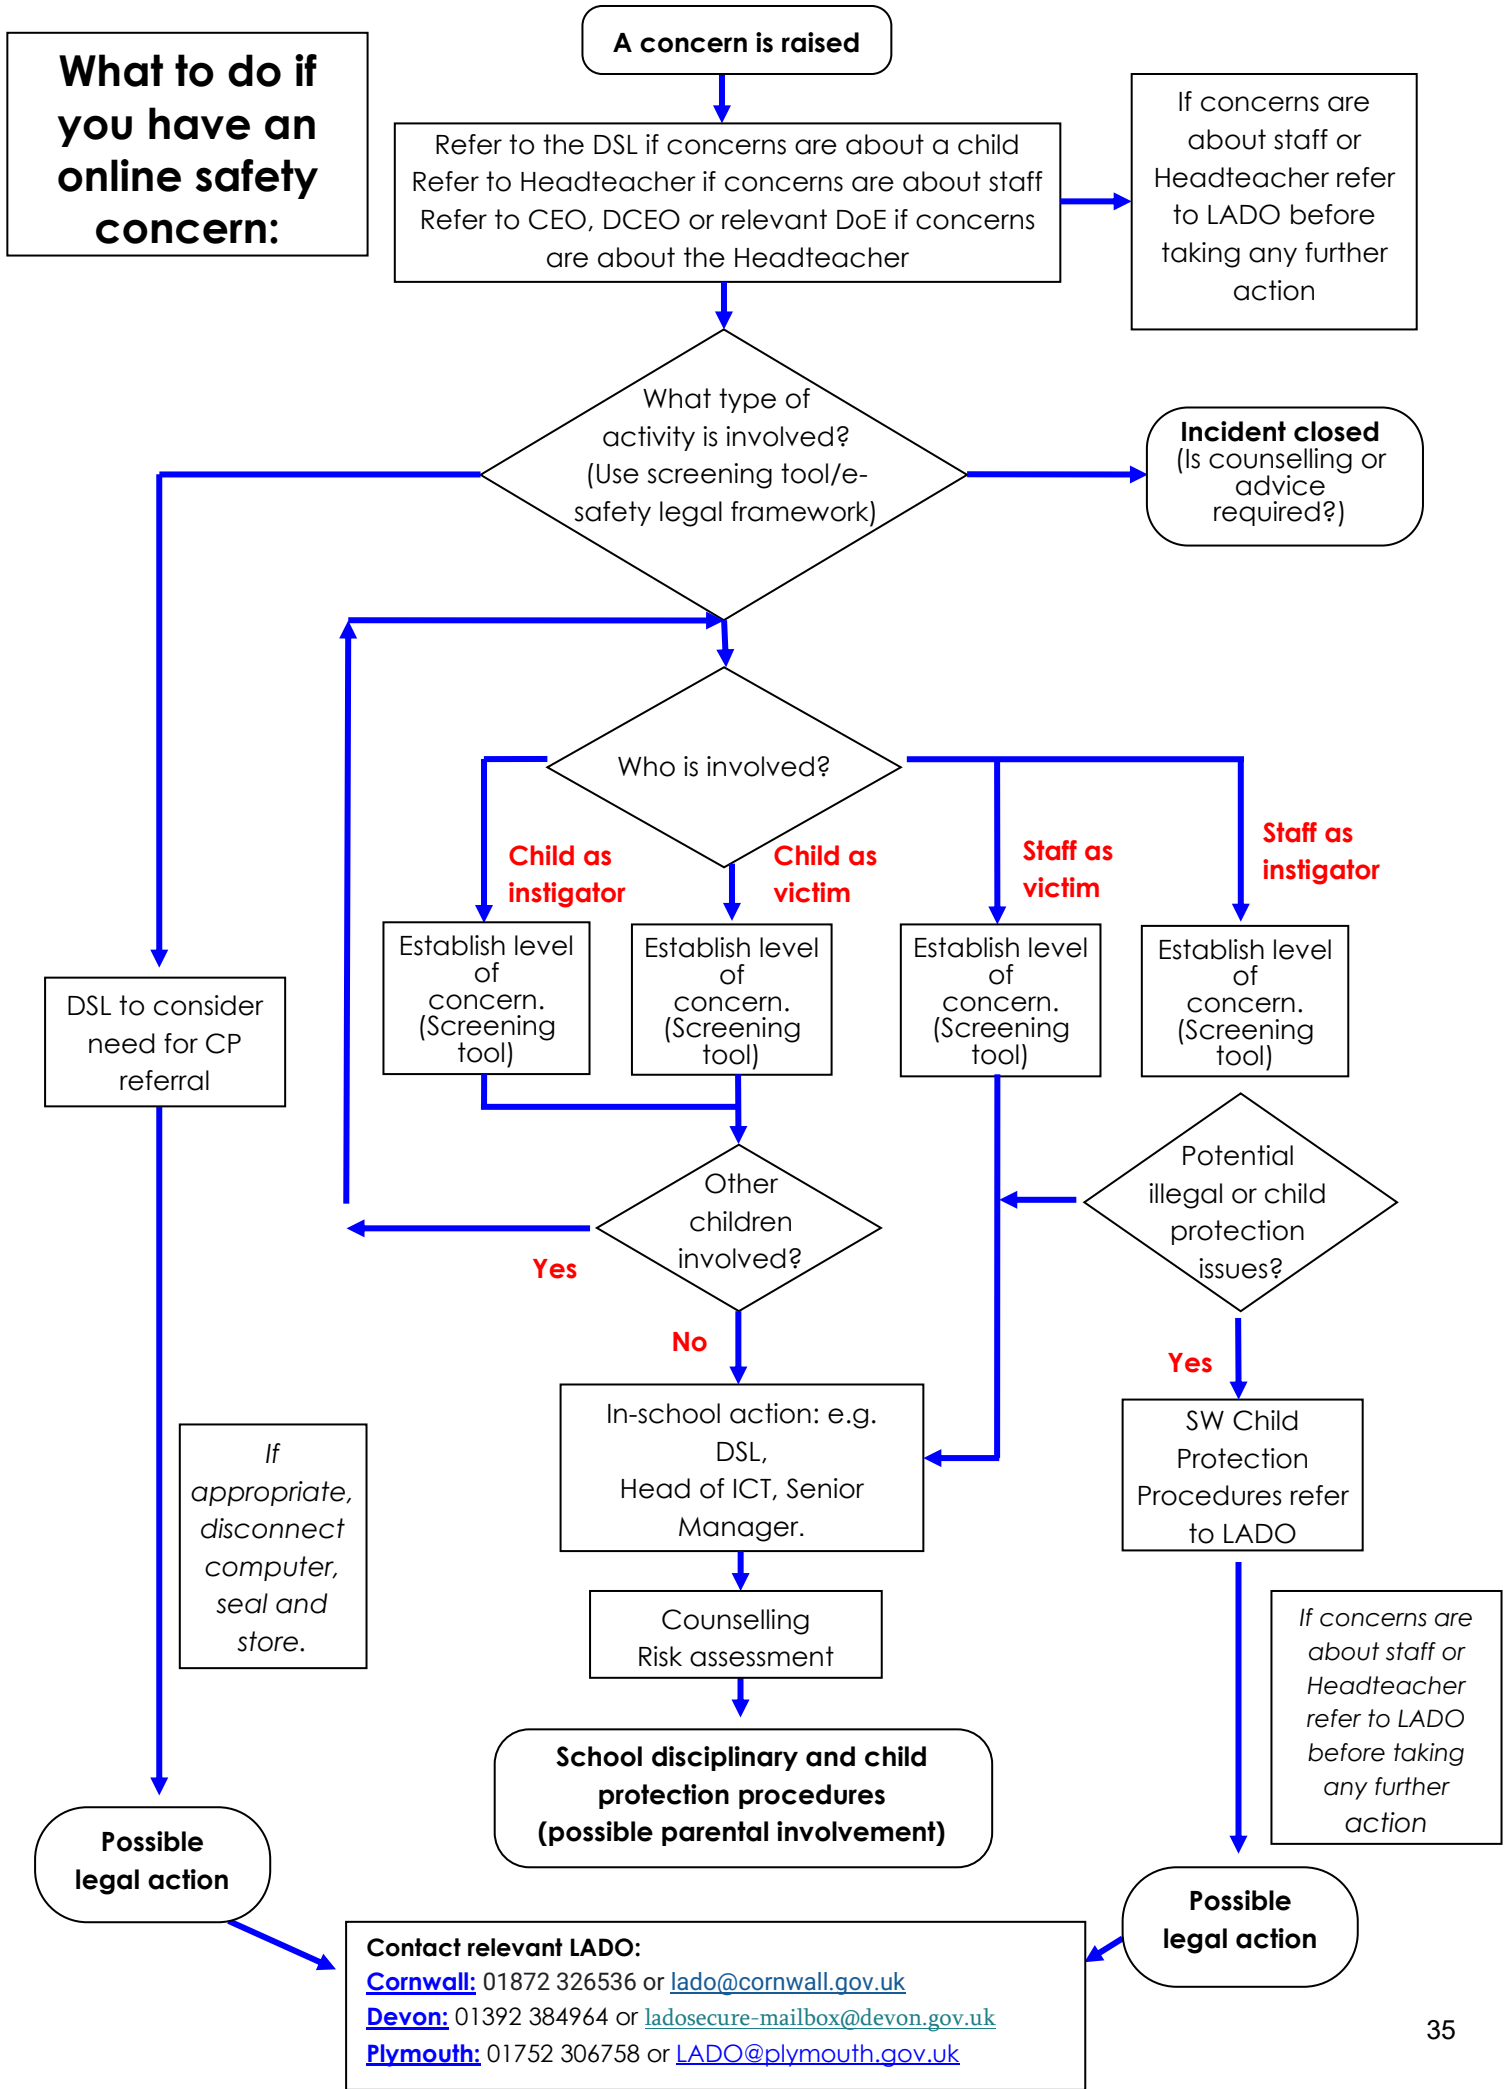 What to do if
you have an
online safety
concern:
A concern is raised
Refer to the DSL if concerns are about a child
Refer to Headteacher if concerns are about staff
Refer to CEO, DCEO or relevant DoE if concerns
are about the Headteacher
If concerns are
about staff or
Headteacher refer
to LADO before
taking any further
action
What type of
activity is involved?
(Use screening tool/e-
safety legal framework)
Incident closed
(Is counselling or
advice
required?)
Who is involved?
Child as
instigator
Child as
victim
Staff as
victim
Staff as
instigator
Establish level
of
concern.
(Screening
tool)
Establish level
of
concern.
(Screening
tool)
Establish level
of
concern.
(Screening
tool)
Establish level
of
concern.
(Screening
tool)
DSL to consider
need for CP
referral
Other
children
involved?
Yes
No
Potential
illegal or child
protection
issues?
Yes
In-school action: e.g.
DSL,
Head of ICT, Senior
Manager.
SW Child
Protection
Procedures refer
to LADO
If
appropriate,
disconnect
computer,
seal and
store.
Counselling
Risk assessment
If concerns are
about staff or
Headteacher
refer to LADO
before taking
any further
action
School disciplinary and child
protection procedures
(possible parental involvement)
Possible
legal action
Possible
legal action
Contact relevant LADO:
Cornwall: 01872 326536 or lado@cornwall.gov.uk
Devon: 01392 384964 or ladosecure-mailbox@devon.gov.uk
Plymouth: 01752 306758 or LADO@plymouth.gov.uk
35